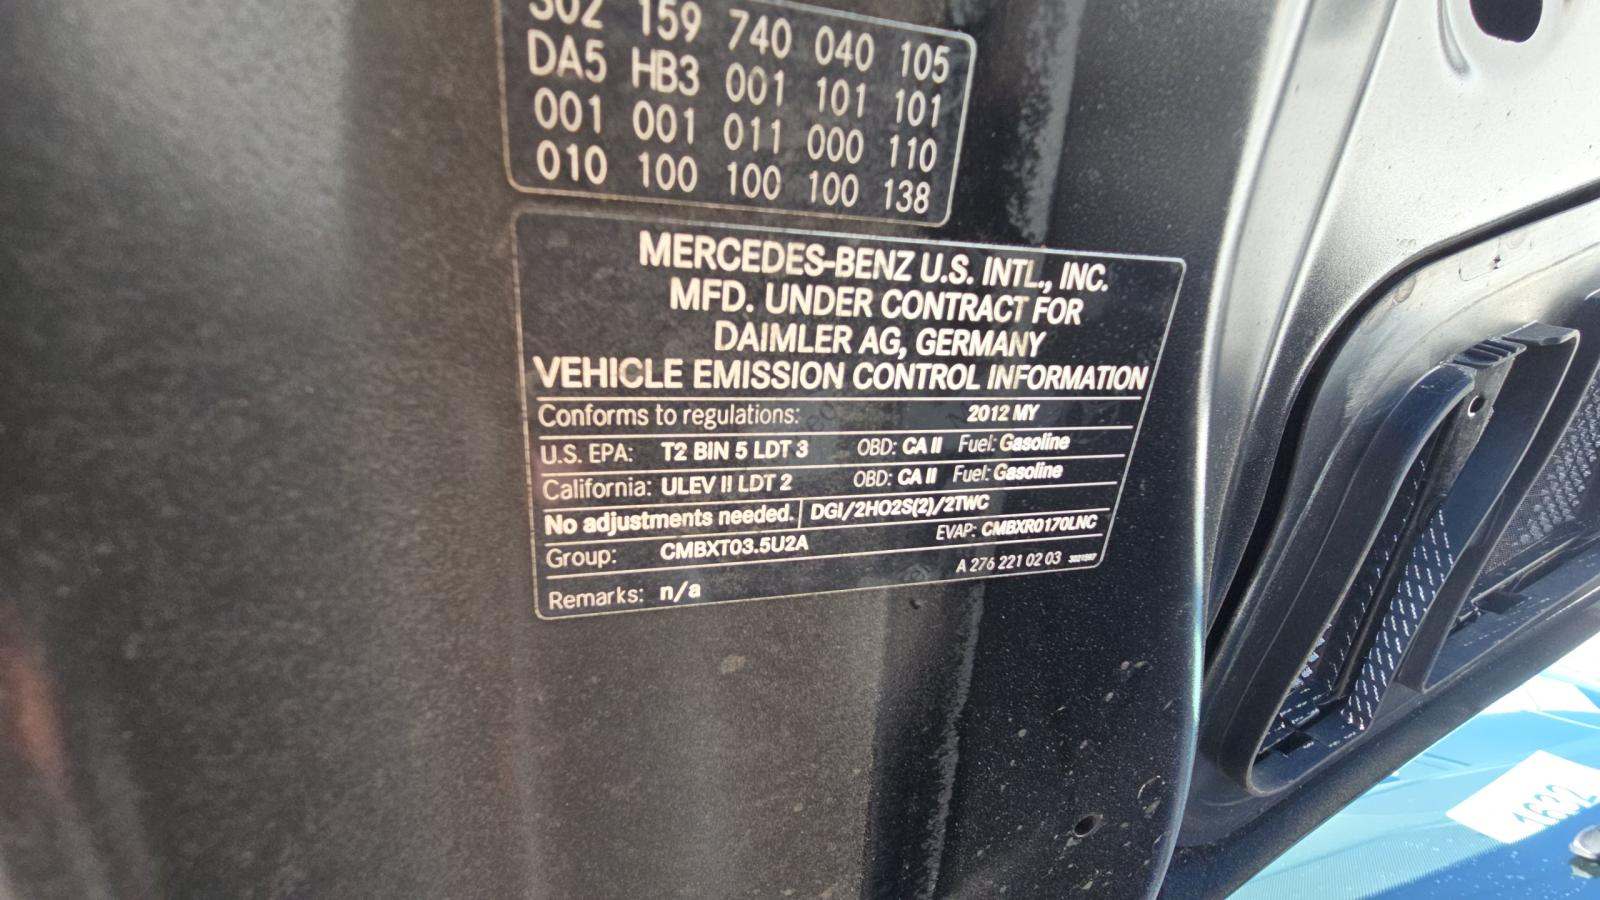 302 159 740 040 105
DA5 HB3 001 101 101
001 001 011 000 110
010 100 100 100 138
MERCEDES-BENZ U.S. INTL., INC.
MFD. UNDER CONTRACT FOR
DAIMLER AG, GERMANY
VEHICLE EMISSION CONTROL INFORMATION
Conforms to regulations: 2012 MY
U.S. EPA: T2 BIN 5 LDT 3 OBD: CA II Fuel: Gasoline
California: ULEV II LDT 2 OBD: CA II Fuel: Gasoline
No adjustments needed. DGI/2HO2S(2)/2TWC
Group: CMBXT03.5U2A EVAP: CMBXR0170LNC
Remarks: n/a A 276 221 02 03
1632